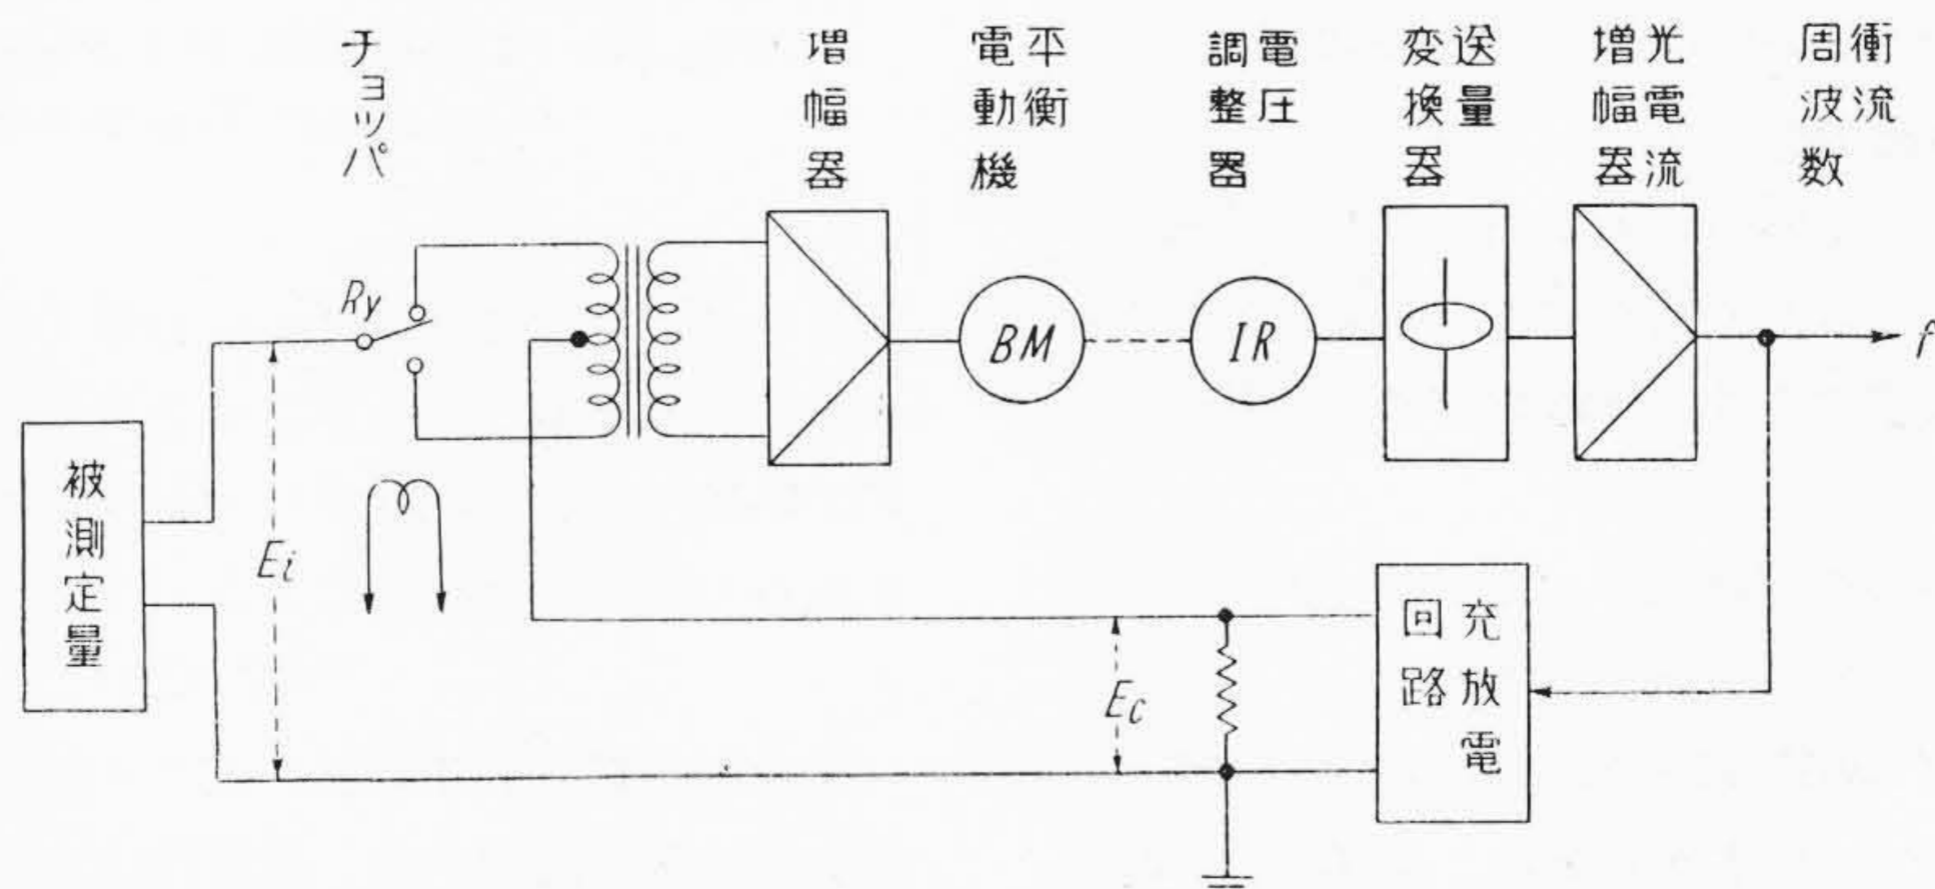 チョッパ
増幅器
平衡
電動機
電圧
調整器
送量
変換器
光電流
増幅器
衝流
周波数
Ry
BM
IR
f
被測定量
Ei
Ec
充放電
回路